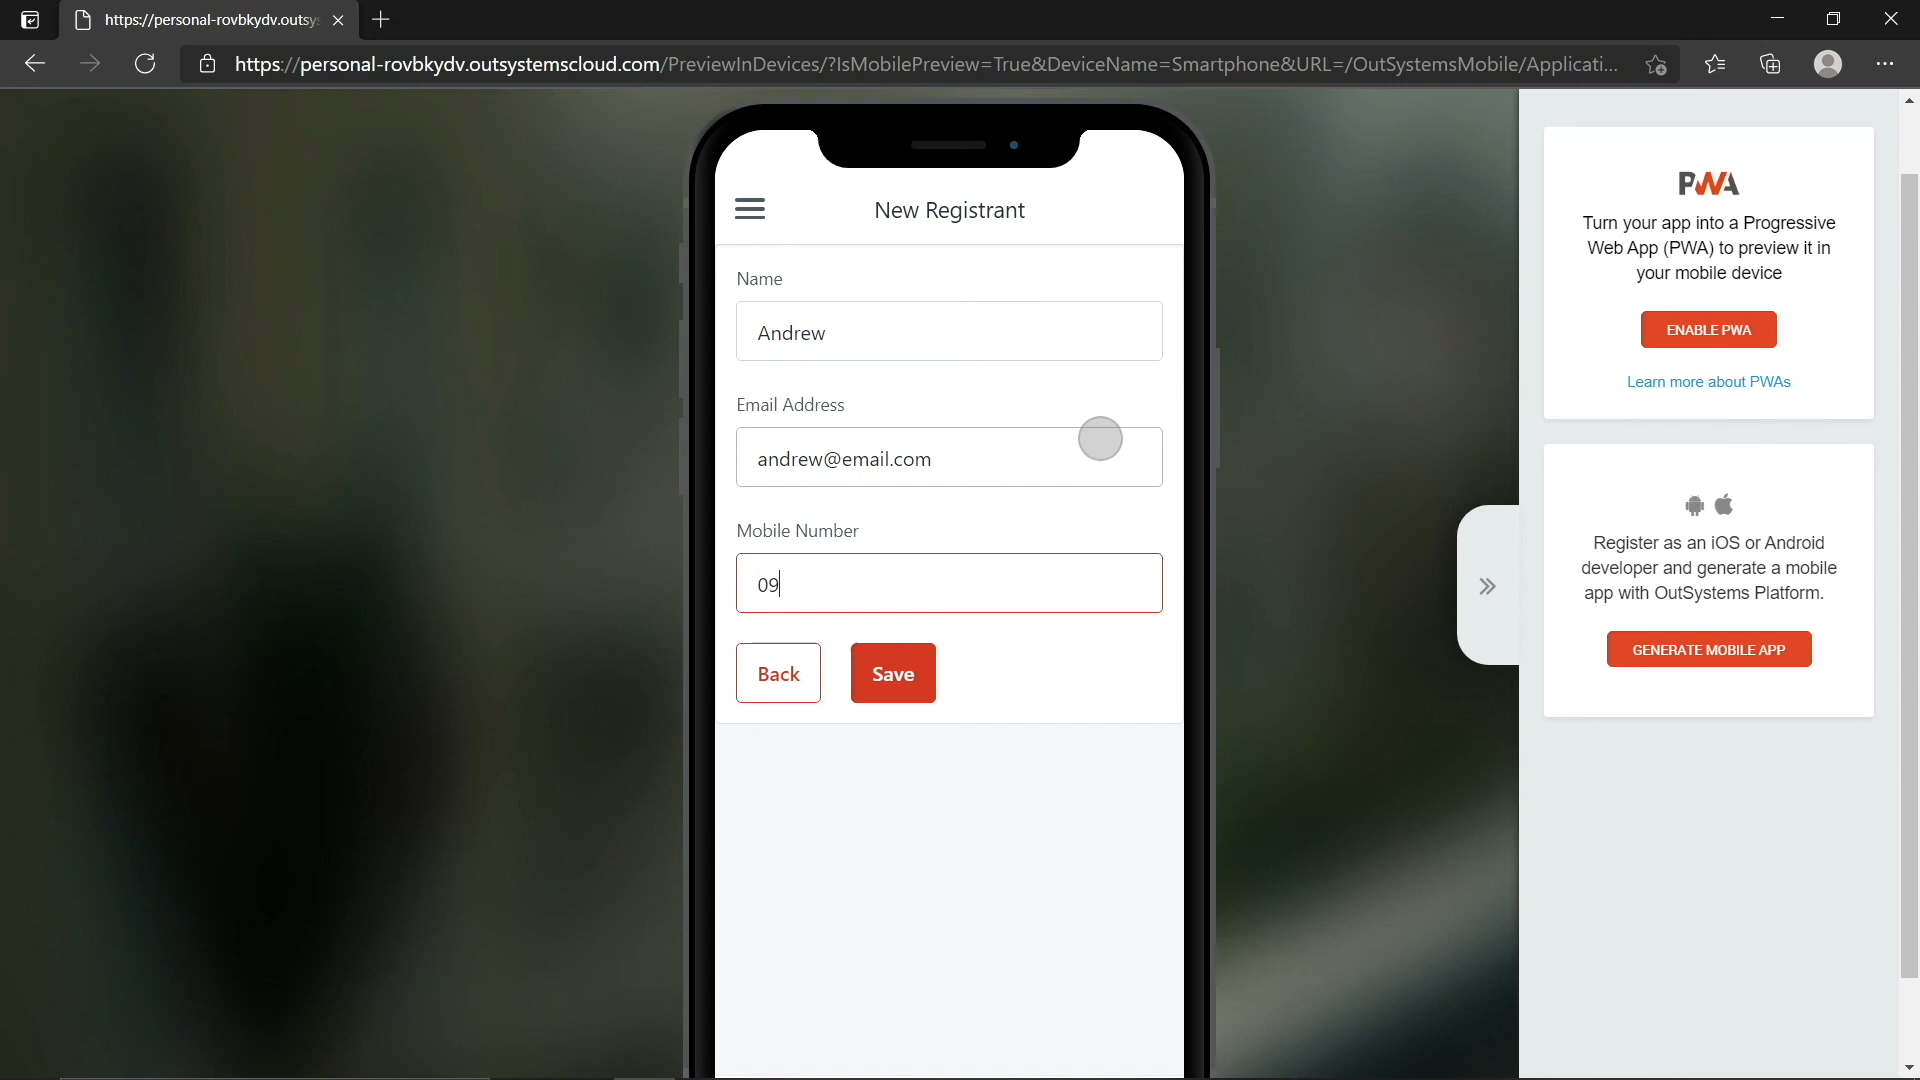 https://personal-rovbkydv.outsys
https://personal-rovbkydv.outsystemscloud.com/PreviewInDevices/?IsMobilePreview=True&DeviceName=Smartphone&URL=/OutSystemsMobile/Applicati...
New Registrant
Name
Andrew
Email Address
andrew@email.com
Mobile Number
09
Back Save
PWA
Turn your app into a Progressive
Web App (PWA) to preview it in
your mobile device
ENABLE PWA
Learn more about PWAs
Register as an iOS or Android
developer and generate a mobile
app with OutSystems Platform.
GENERATE MOBILE APP